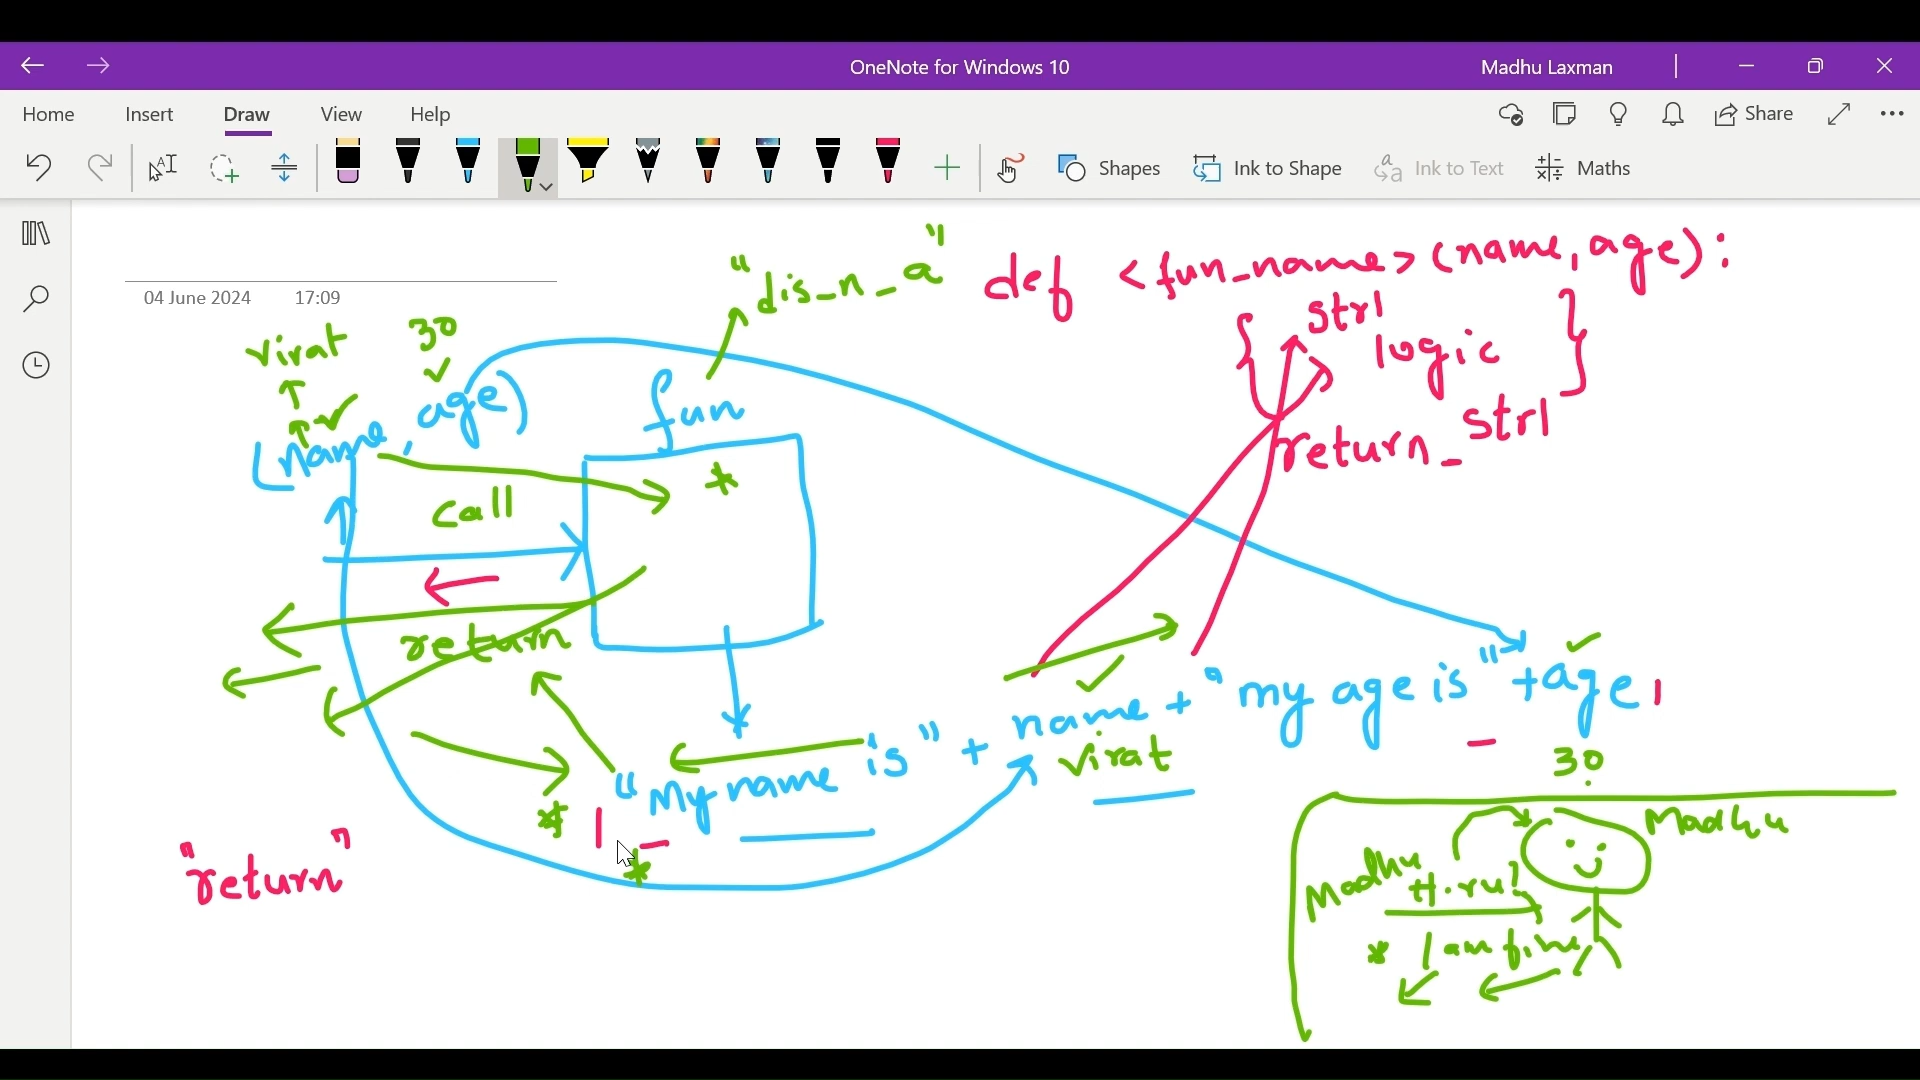 OneNote for Windows 10
Madhu Laxman
Home Insert Draw View Help
Share
Shapes Ink to Shape Ink to Text Maths
04 June 2024 17:09
"dis_n_a"
def <fun_name> (name, age):
{ str1
logic }
return_str1
virat 30
(name, age)
fun
*
call
return
"My name is" + name + "my age is" + age
virat
30
*
*
"return"
Madhu
Madhu
H.r u?
* I am fine